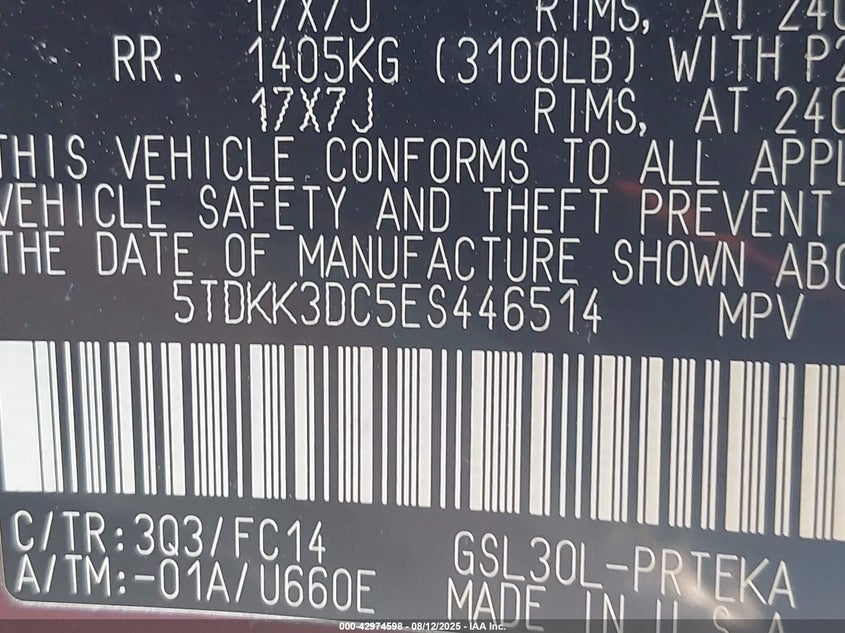 17X7J RIMS, AT 240
RR. 1405KG (3100LB) WITH P2
17X7J RIMS, AT 240
THIS VEHICLE CONFORMS TO ALL APPL
VEHICLE SAFETY AND THEFT PREVENT
THE DATE OF MANUFACTURE SHOWN ABO
5TDKK3DC5ES446514 MPV
C/TR:3Q3/FC14 GSL30L-PRTEKA
A/TM:-01A/U660E MADE IN U.S.A.
000-42974598 - 08/12/2025 - IAA Inc.